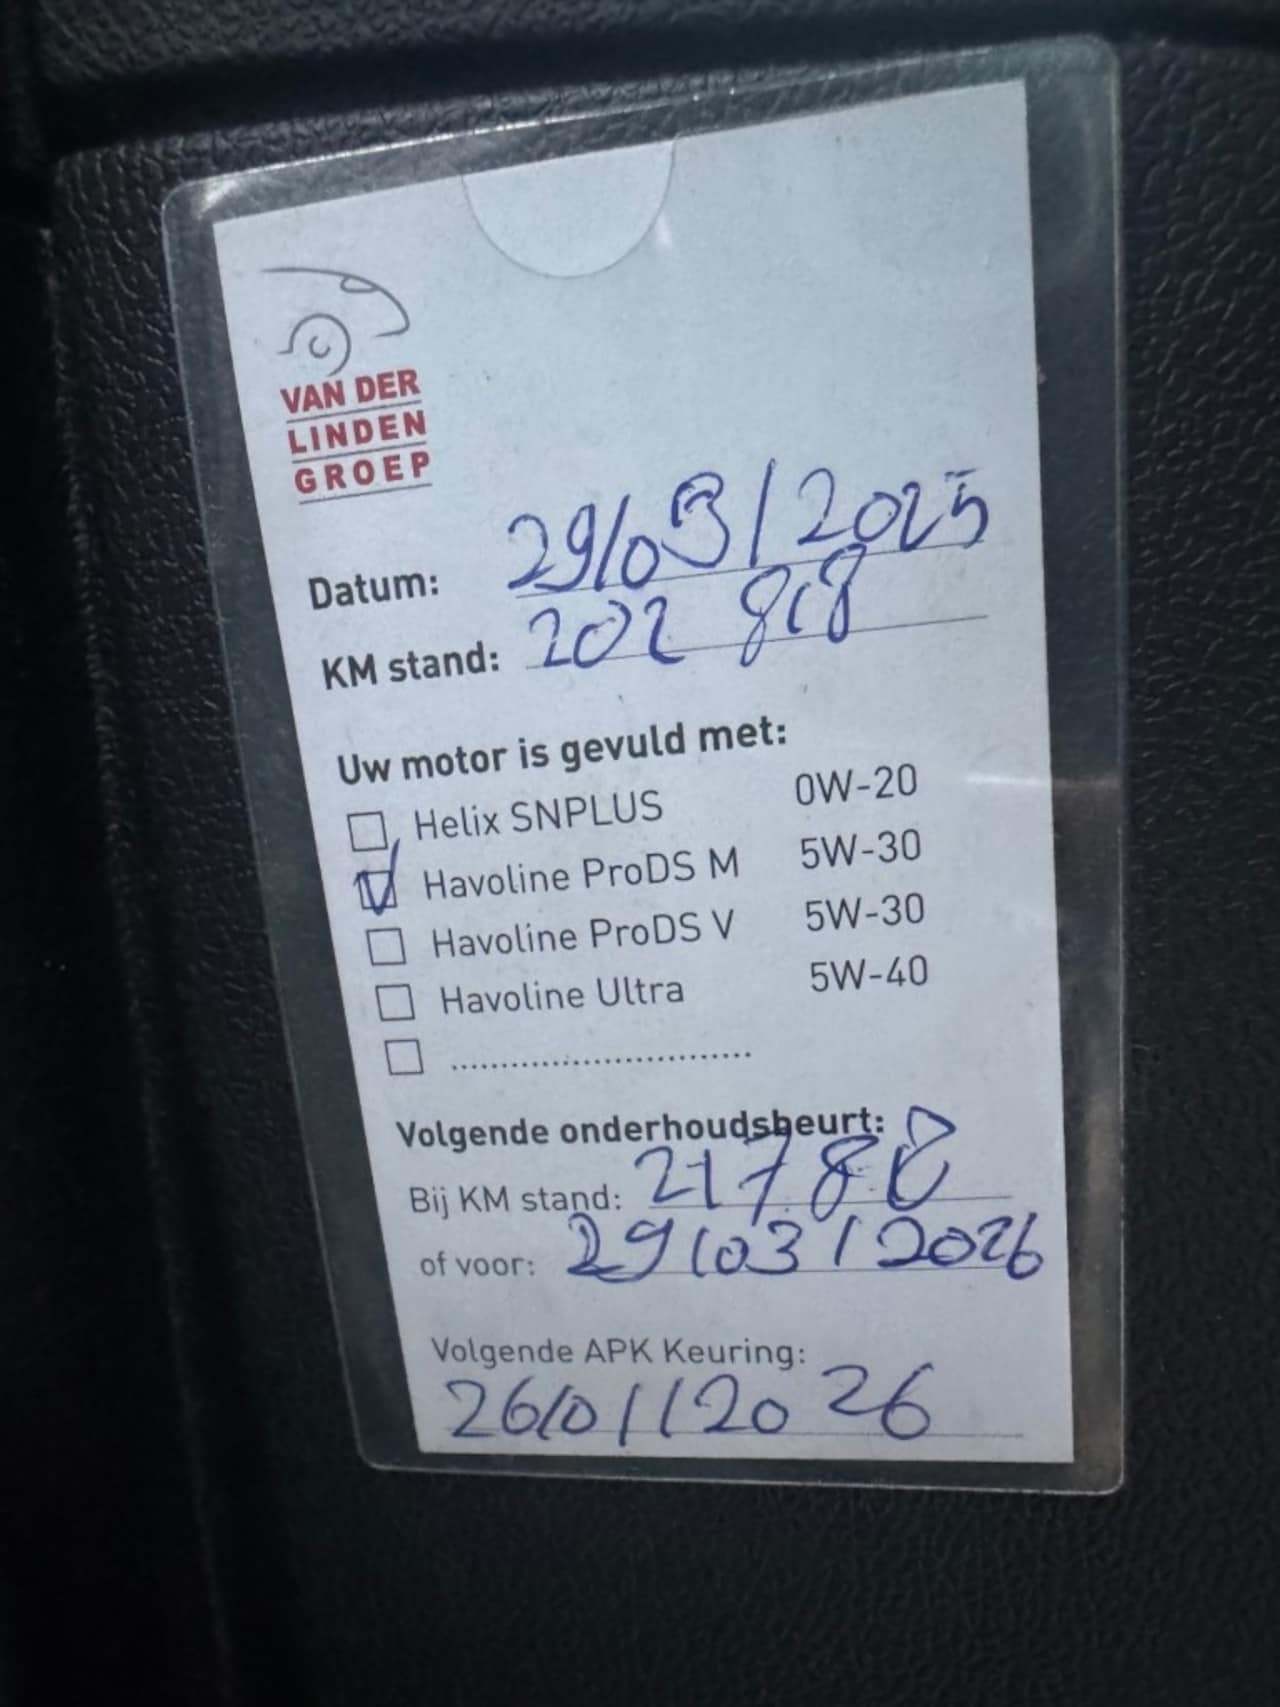 VAN DER
LINDEN
GROEP
Datum: 29/03/2025
KM stand: 202 818
Uw motor is gevuld met:
Helix SNPLUS 0W-20
Havoline ProDS M 5W-30
Havoline ProDS V 5W-30
Havoline Ultra 5W-40
..............................
Volgende onderhoudsbeurt:
Bij KM stand:
of voor: 29/03/2026
Volgende APK Keuring:
26/01/2026